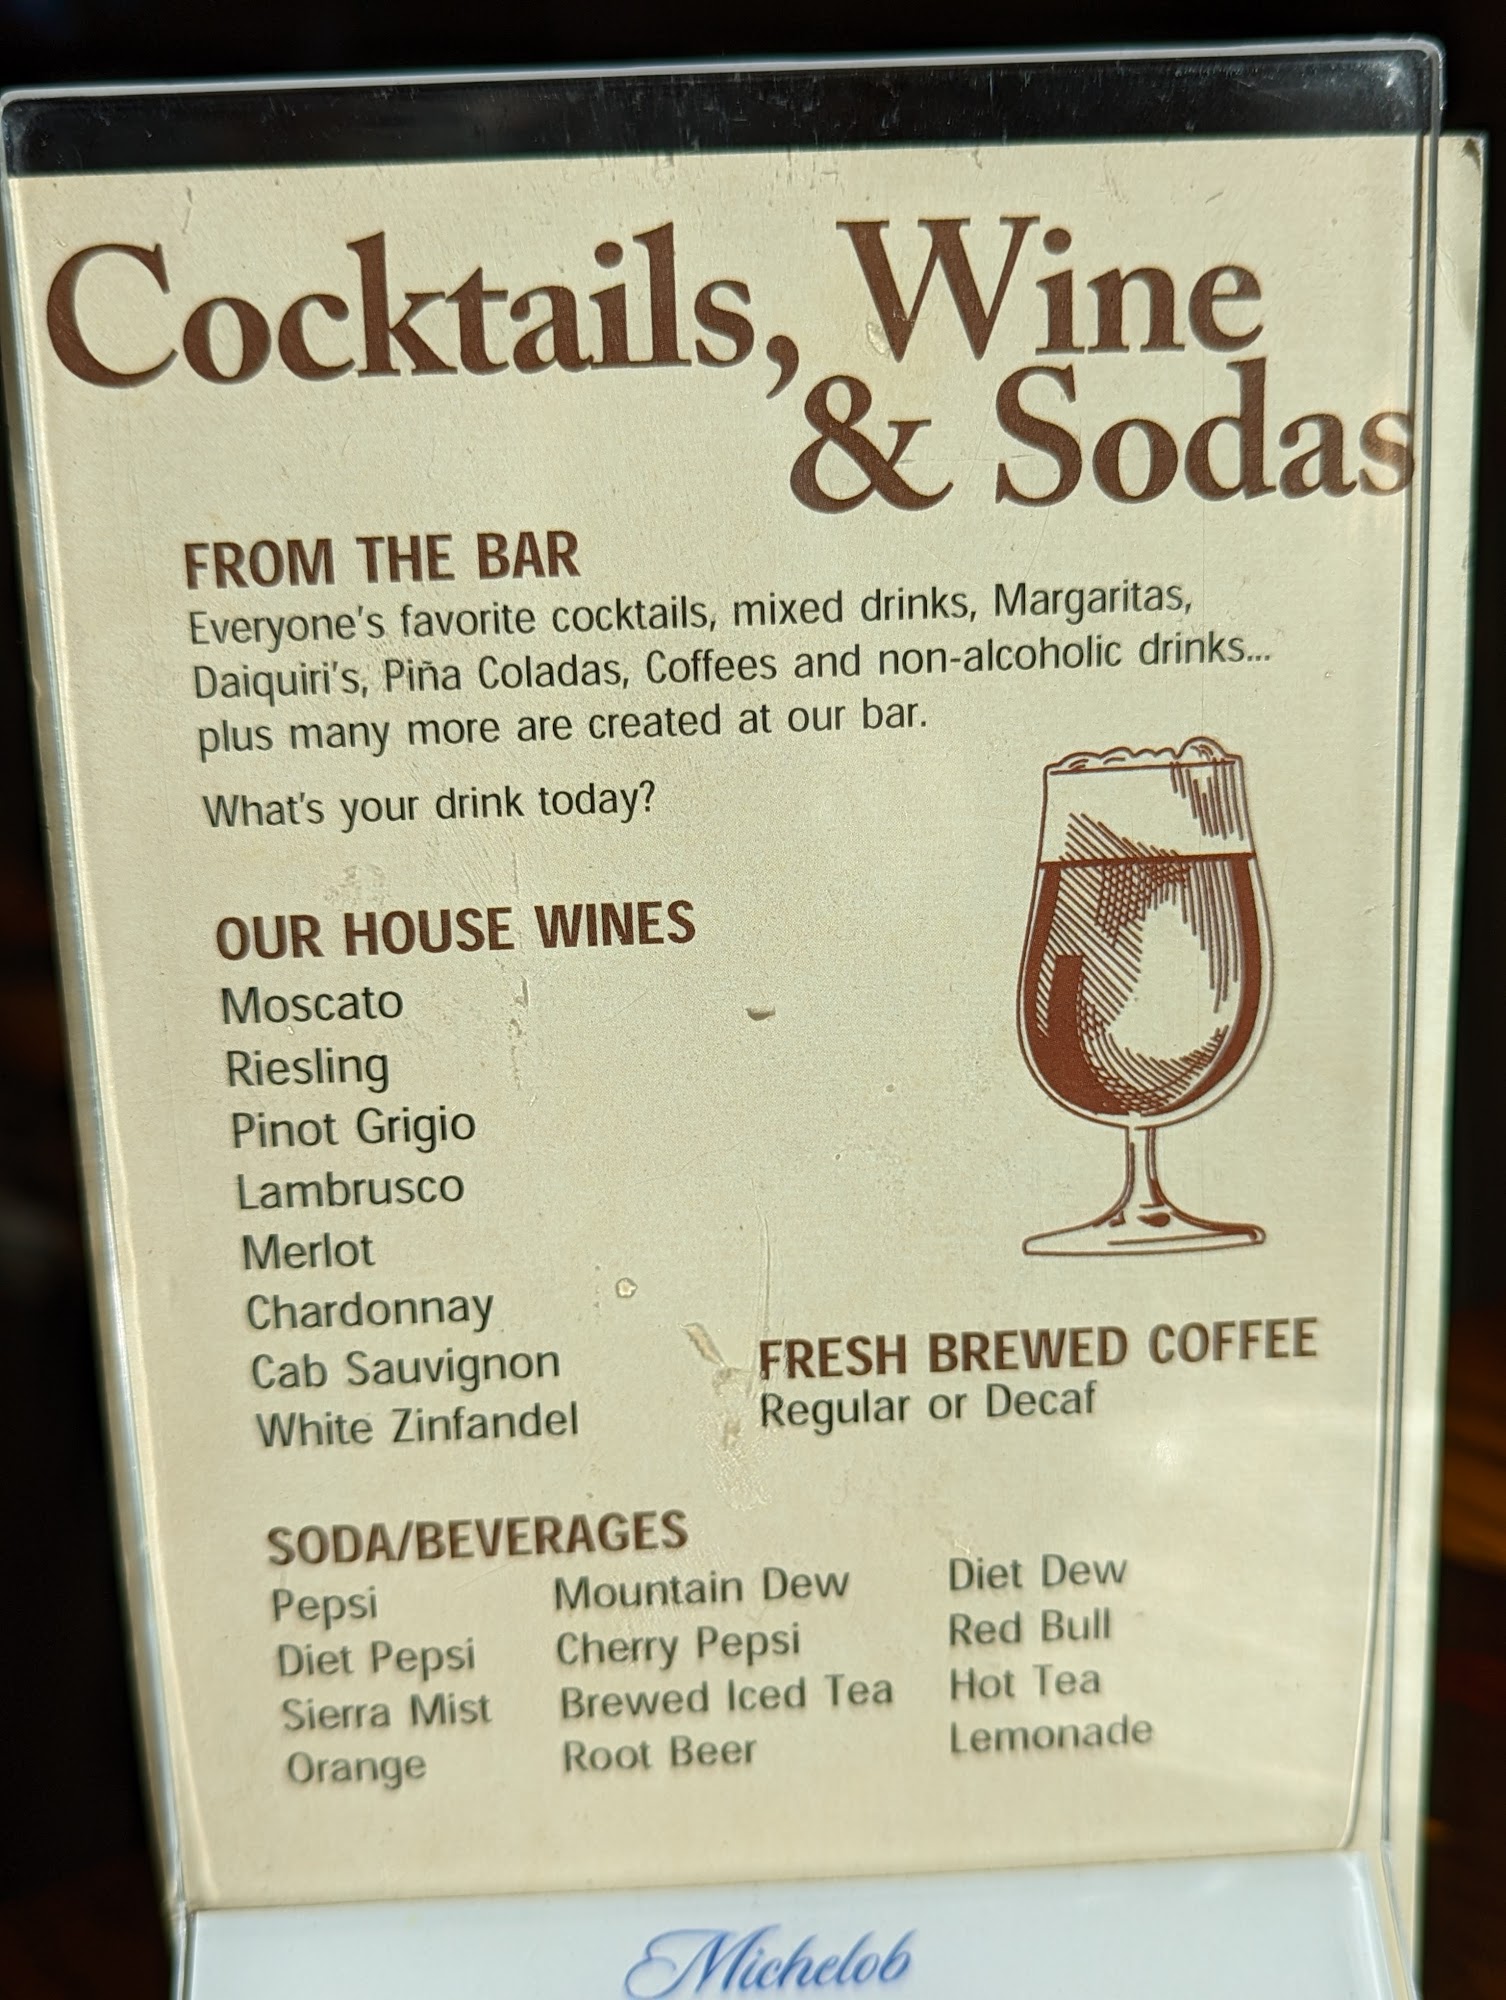 Cocktails, Wine
& Sodas
FROM THE BAR
Everyone's favorite cocktails, mixed drinks, Margaritas,
Daiquiri's, Piña Coladas, Coffees and non-alcoholic drinks...
plus many more are created at our bar.
What's your drink today?
OUR HOUSE WINES
Moscato
Riesling
Pinot Grigio
Lambrusco
Merlot
Chardonnay
Cab Sauvignon
White Zinfandel
FRESH BREWED COFFEE
Regular or Decaf
SODA/BEVERAGES
Pepsi
Diet Pepsi
Sierra Mist
Orange
Mountain Dew
Cherry Pepsi
Brewed Iced Tea
Root Beer
Diet Dew
Red Bull
Hot Tea
Lemonade
Michelob